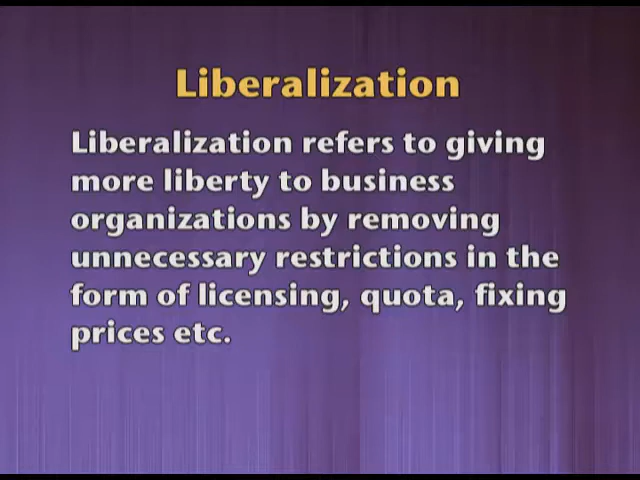 Liberalization
Liberalization refers to giving
more liberty to business
organizations by removing
unnecessary restrictions in the
form of licensing, quota, fixing
prices etc.